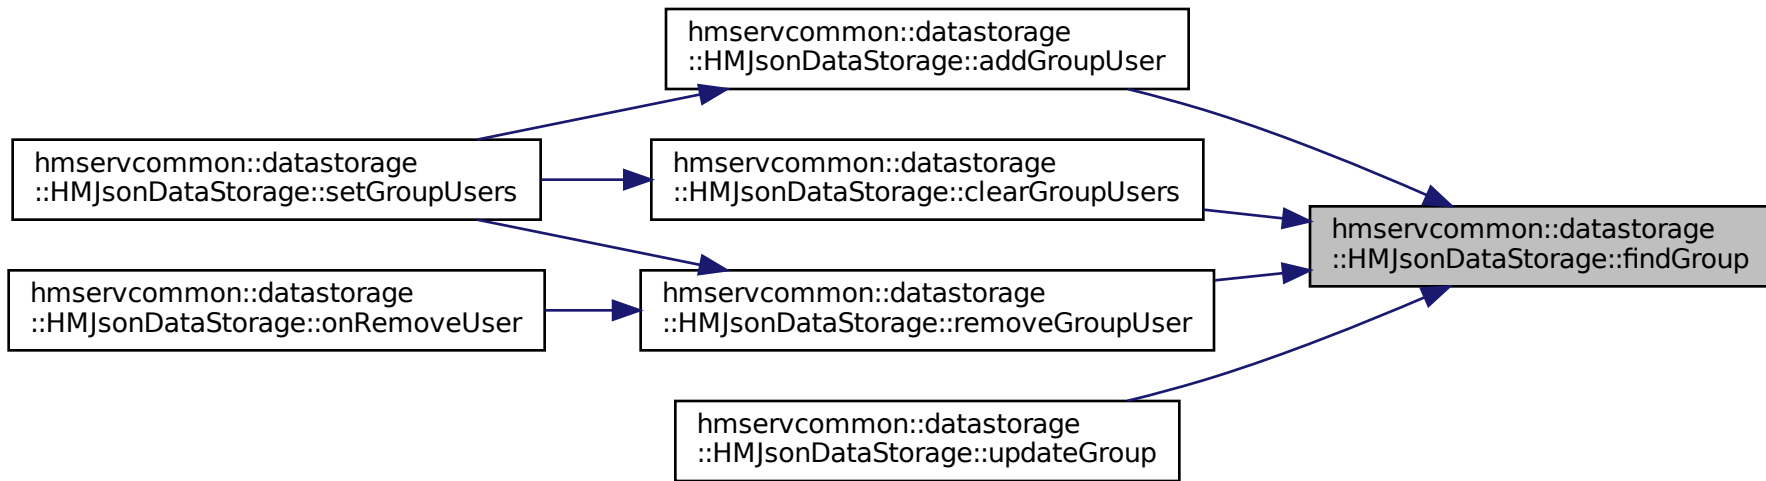 hmservcommon::datastorage
::HMJsonDataStorage::addGroupUser
hmservcommon::datastorage
::HMJsonDataStorage::setGroupUsers
hmservcommon::datastorage
::HMJsonDataStorage::clearGroupUsers
hmservcommon::datastorage
::HMJsonDataStorage::findGroup
hmservcommon::datastorage
::HMJsonDataStorage::onRemoveUser
hmservcommon::datastorage
::HMJsonDataStorage::removeGroupUser
hmservcommon::datastorage
::HMJsonDataStorage::updateGroup